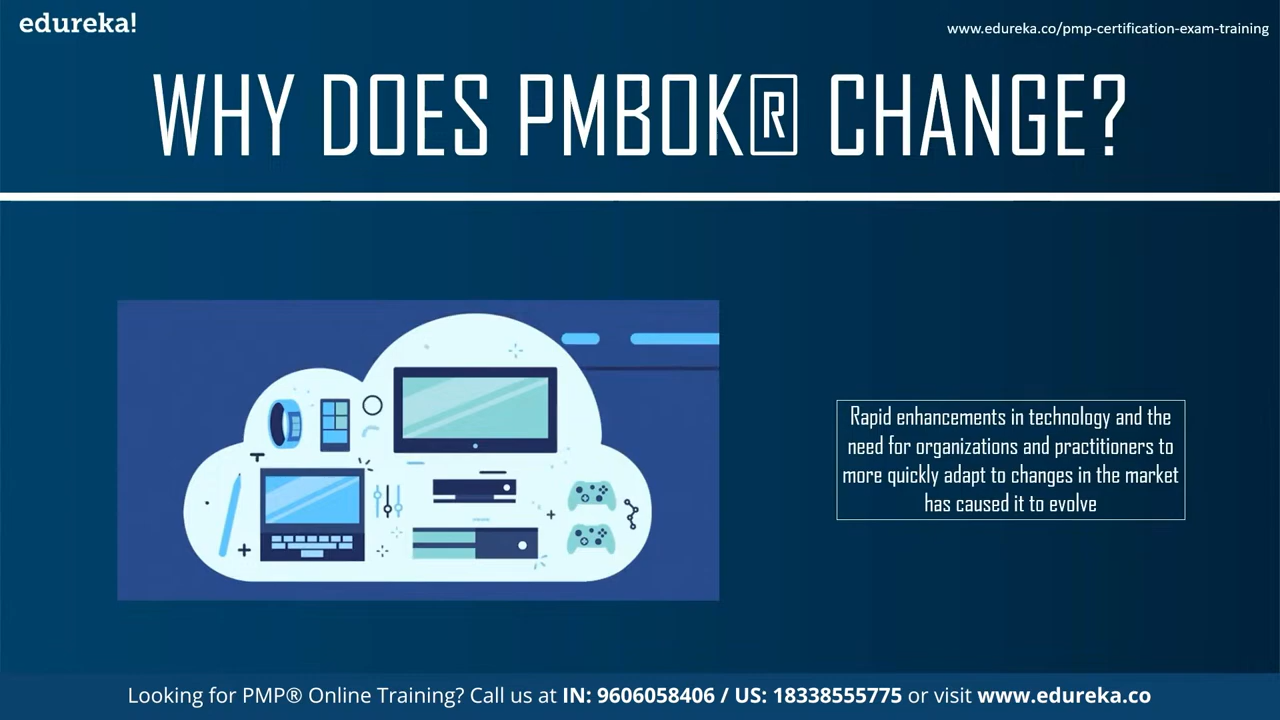 edureka!
www.edureka.co/pmp-certification-exam-training
WHY DOES PMBOK® CHANGE?
Rapid enhancements in technology and the
need for organizations and practitioners to
more quickly adapt to changes in the market
has caused it to evolve
Looking for PMP® Online Training? Call us at IN: 9606058406 / US: 18338555775 or visit www.edureka.co